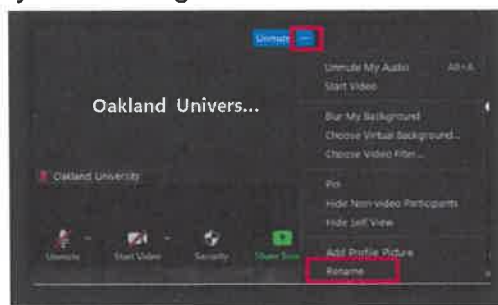 Unmute ...
Unmute My Audio Alt+A
Start Video
Oakland Univers...
Blur My Background
Choose Virtual Background...
Choose Video Filter...
Oakland University
Pin
Hide Non-video Participants
Hide Self View
Unmute Start Video Security Share
Add Profile Picture
Rename